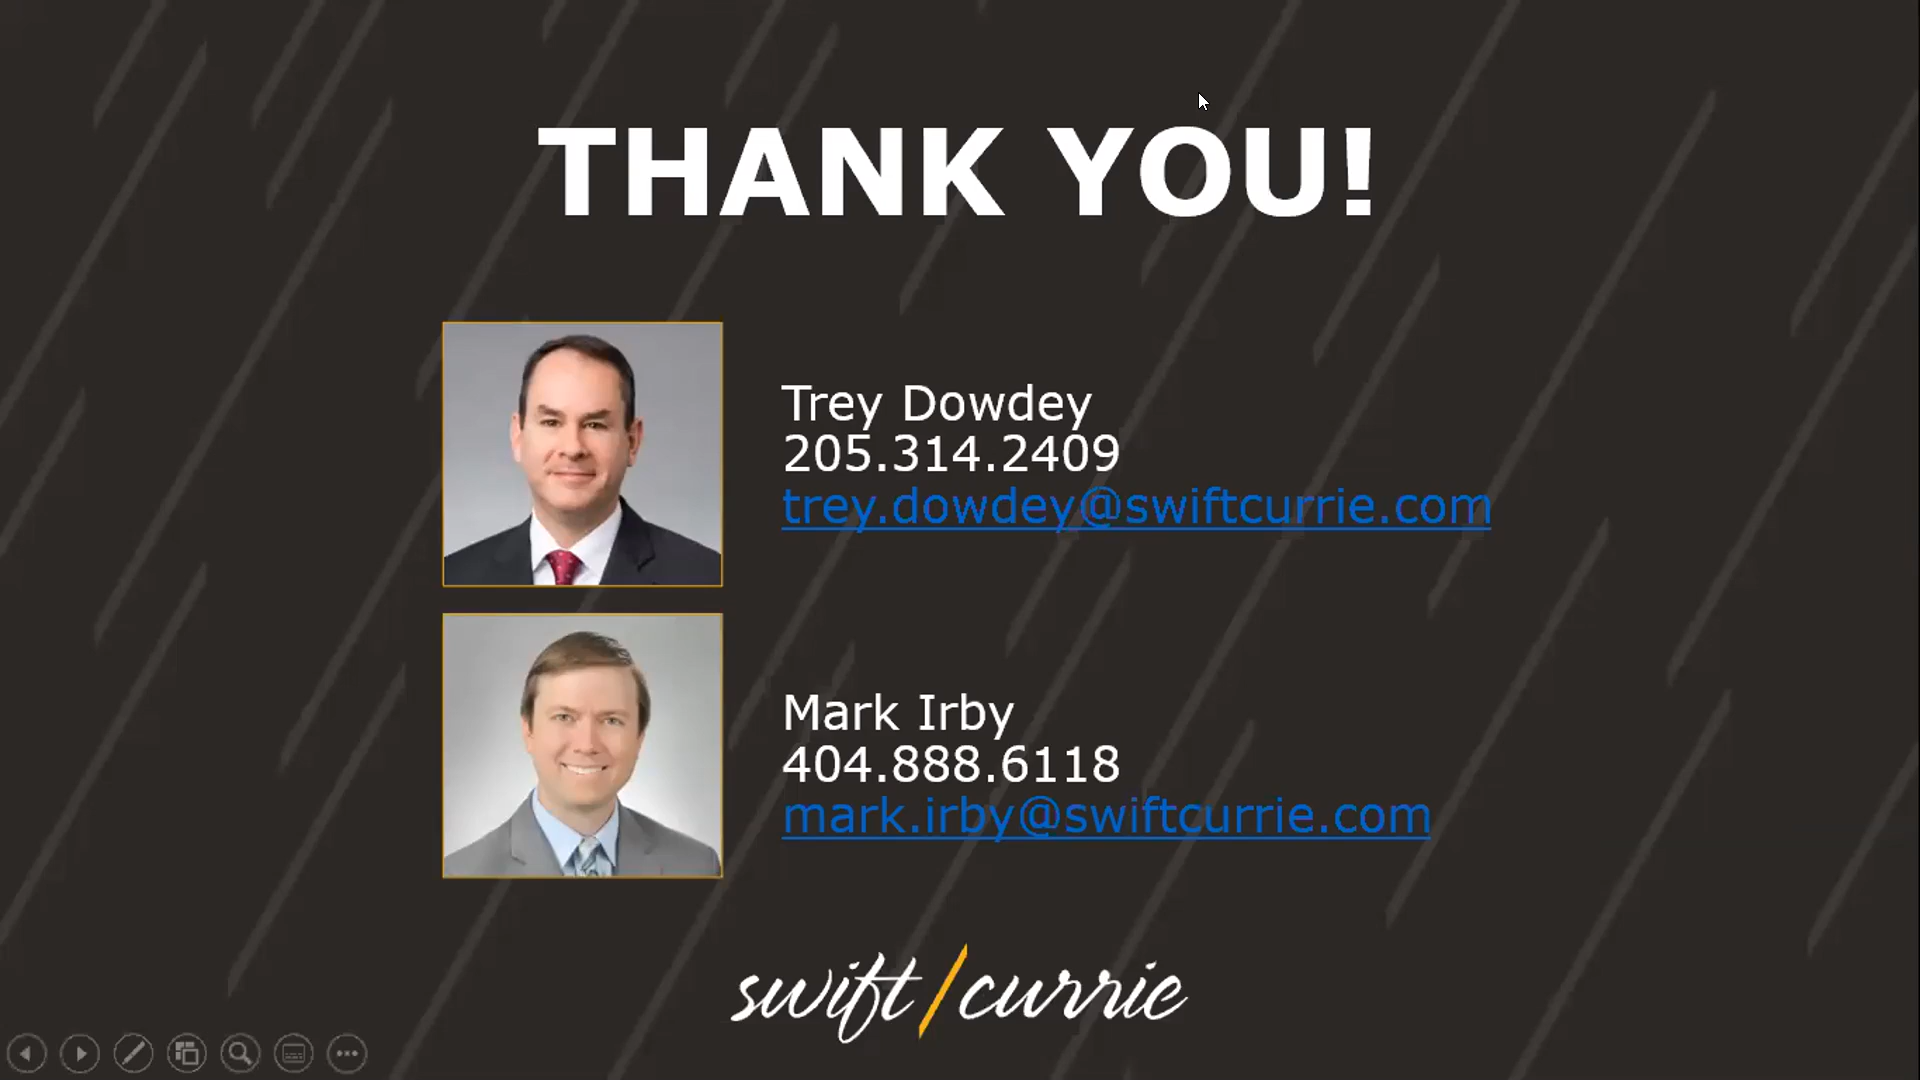 THANK YOU!
Trey Dowdey
205.314.2409
trey.dowdey@swiftcurrie.com
Mark Irby
404.888.6118
mark.irby@swiftcurrie.com
swift/currie